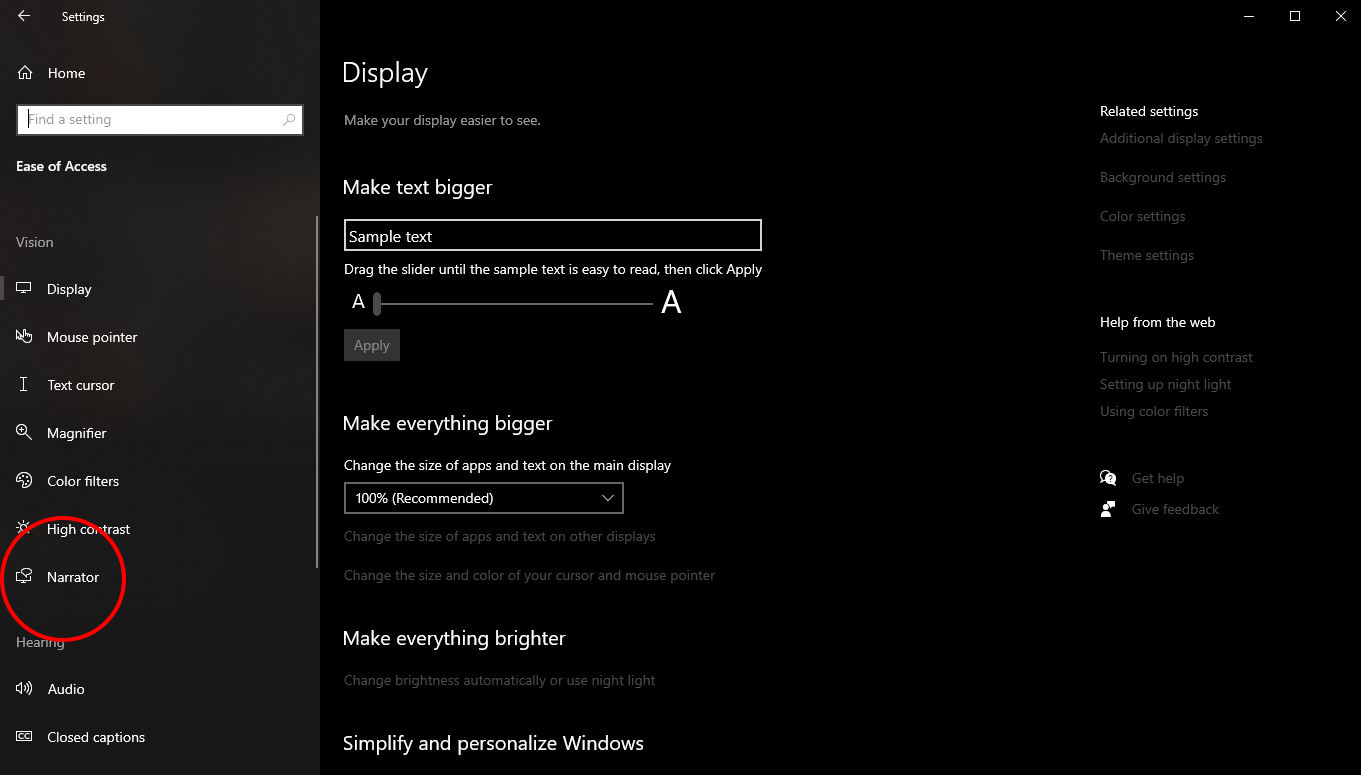 Settings
Home
Find a setting
Ease of Access
Vision
Display
Mouse pointer
Text cursor
Magnifier
Color filters
High contrast
Narrator
Hearing
Audio
CC Closed captions
Display
Make your display easier to see.
Make text bigger
Sample text
Drag the slider until the sample text is easy to read, then click Apply
A A
Apply
Make everything bigger
Change the size of apps and text on the main display
100% (Recommended)
Change the size of apps and text on other displays
Change the size and color of your cursor and mouse pointer
Make everything brighter
Change brightness automatically or use night light
Simplify and personalize Windows
Related settings
Additional display settings
Background settings
Color settings
Theme settings
Help from the web
Turning on high contrast
Setting up night light
Using color filters
Get help
Give feedback